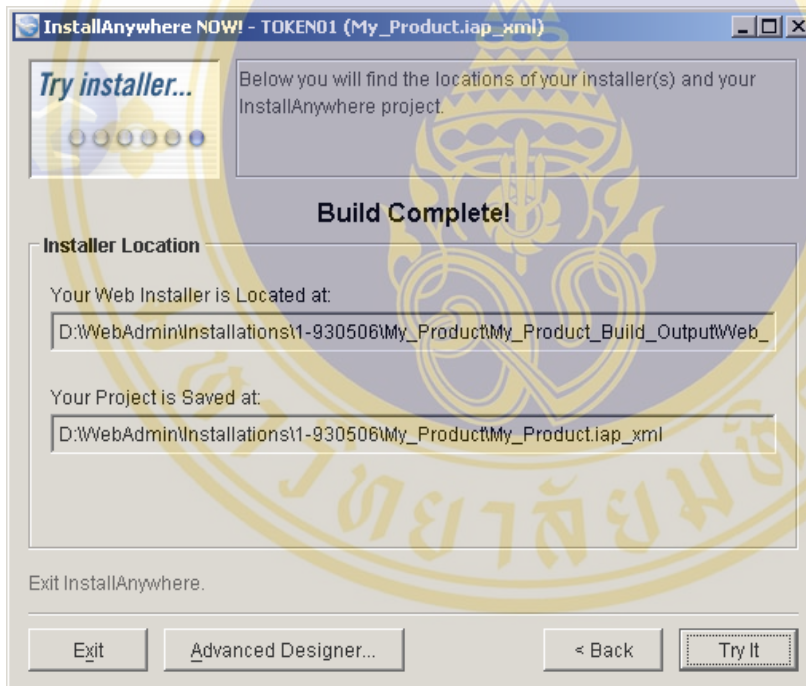 InstallAnywhere NOW! - TOKEN01 (My_Product.iap_xml)
Try installer...
Below you will find the locations of your installer(s) and your
InstallAnywhere project.
Build Complete!
Installer Location
Your Web Installer is Located at:
D:\WebAdmin\Installations\1-930506\My_Product\My_Product_Build_Output\Web_
Your Project is Saved at:
D:\WebAdmin\Installations\1-930506\My_Product\My_Product.iap_xml
Exit InstallAnywhere.
Exit
Advanced Designer...
< Back
Try It